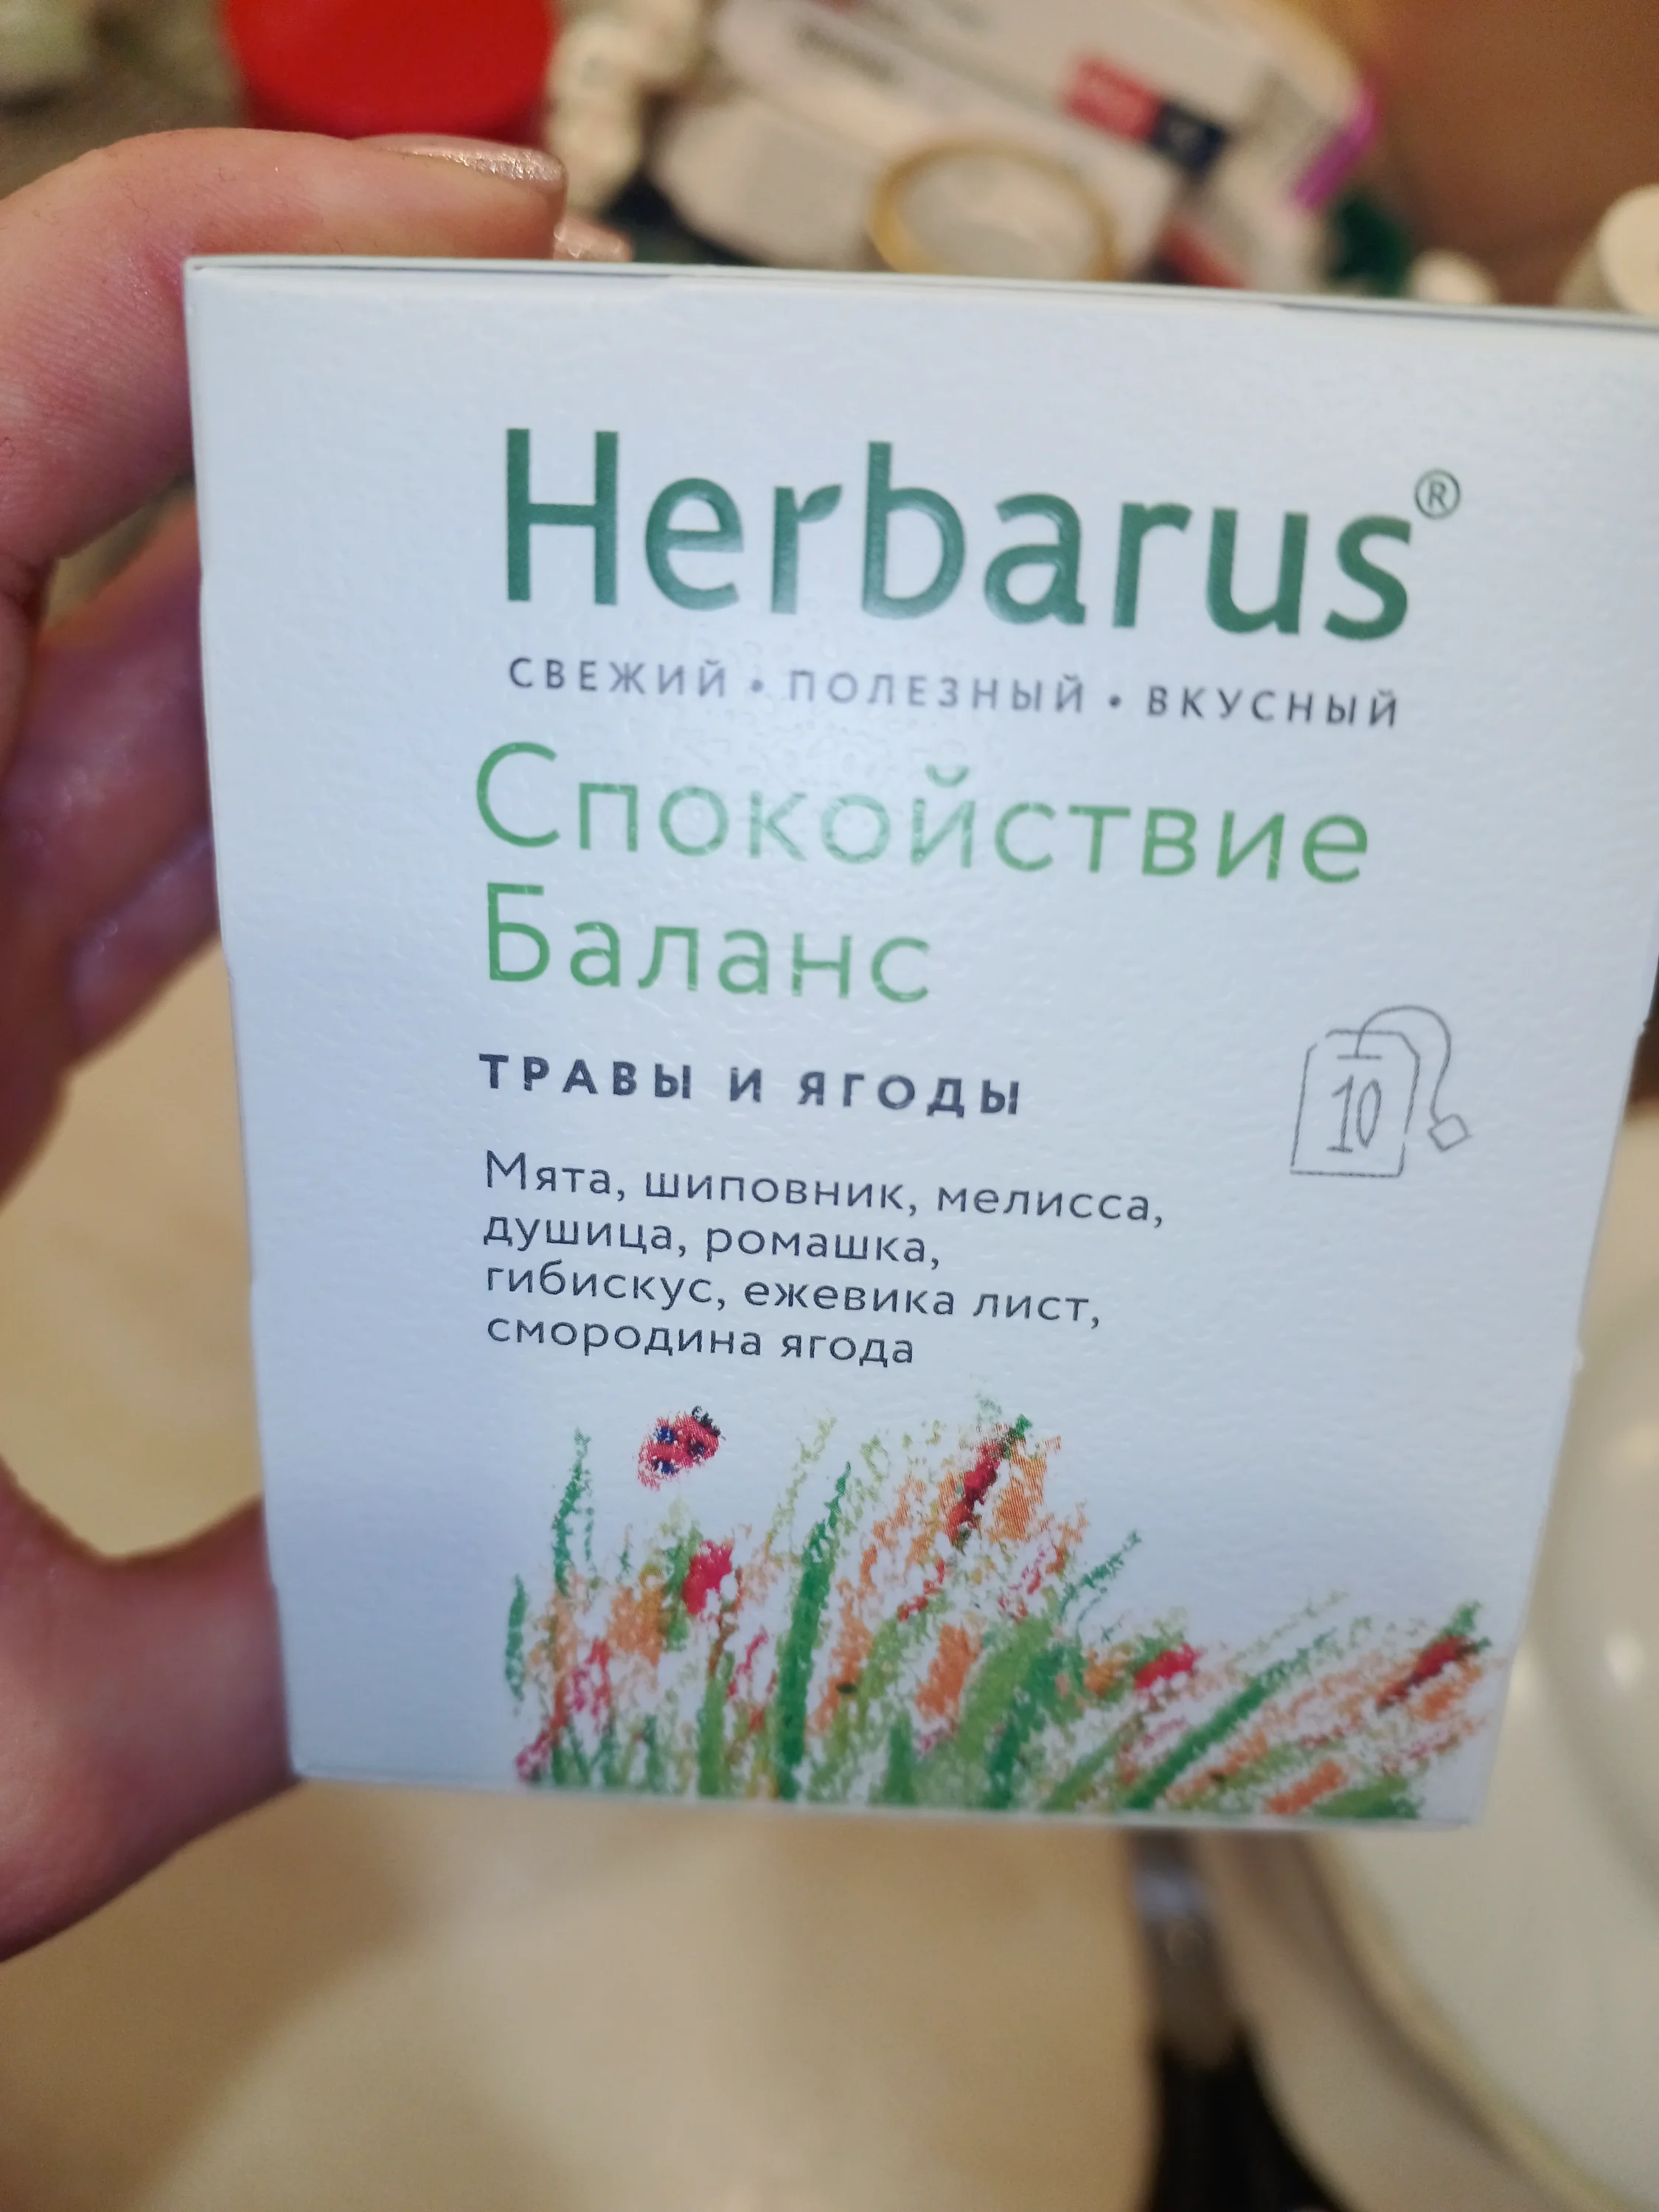 Herbarus®
СВЕЖИЙ • ПОЛЕЗНЫЙ • ВКУСНЫЙ
Спокойствие
Баланс
ТРАВЫ И ЯГОДЫ
10
Мята, шиповник, мелисса,
душица, ромашка,
гибискус, ежевика лист,
смородина ягода